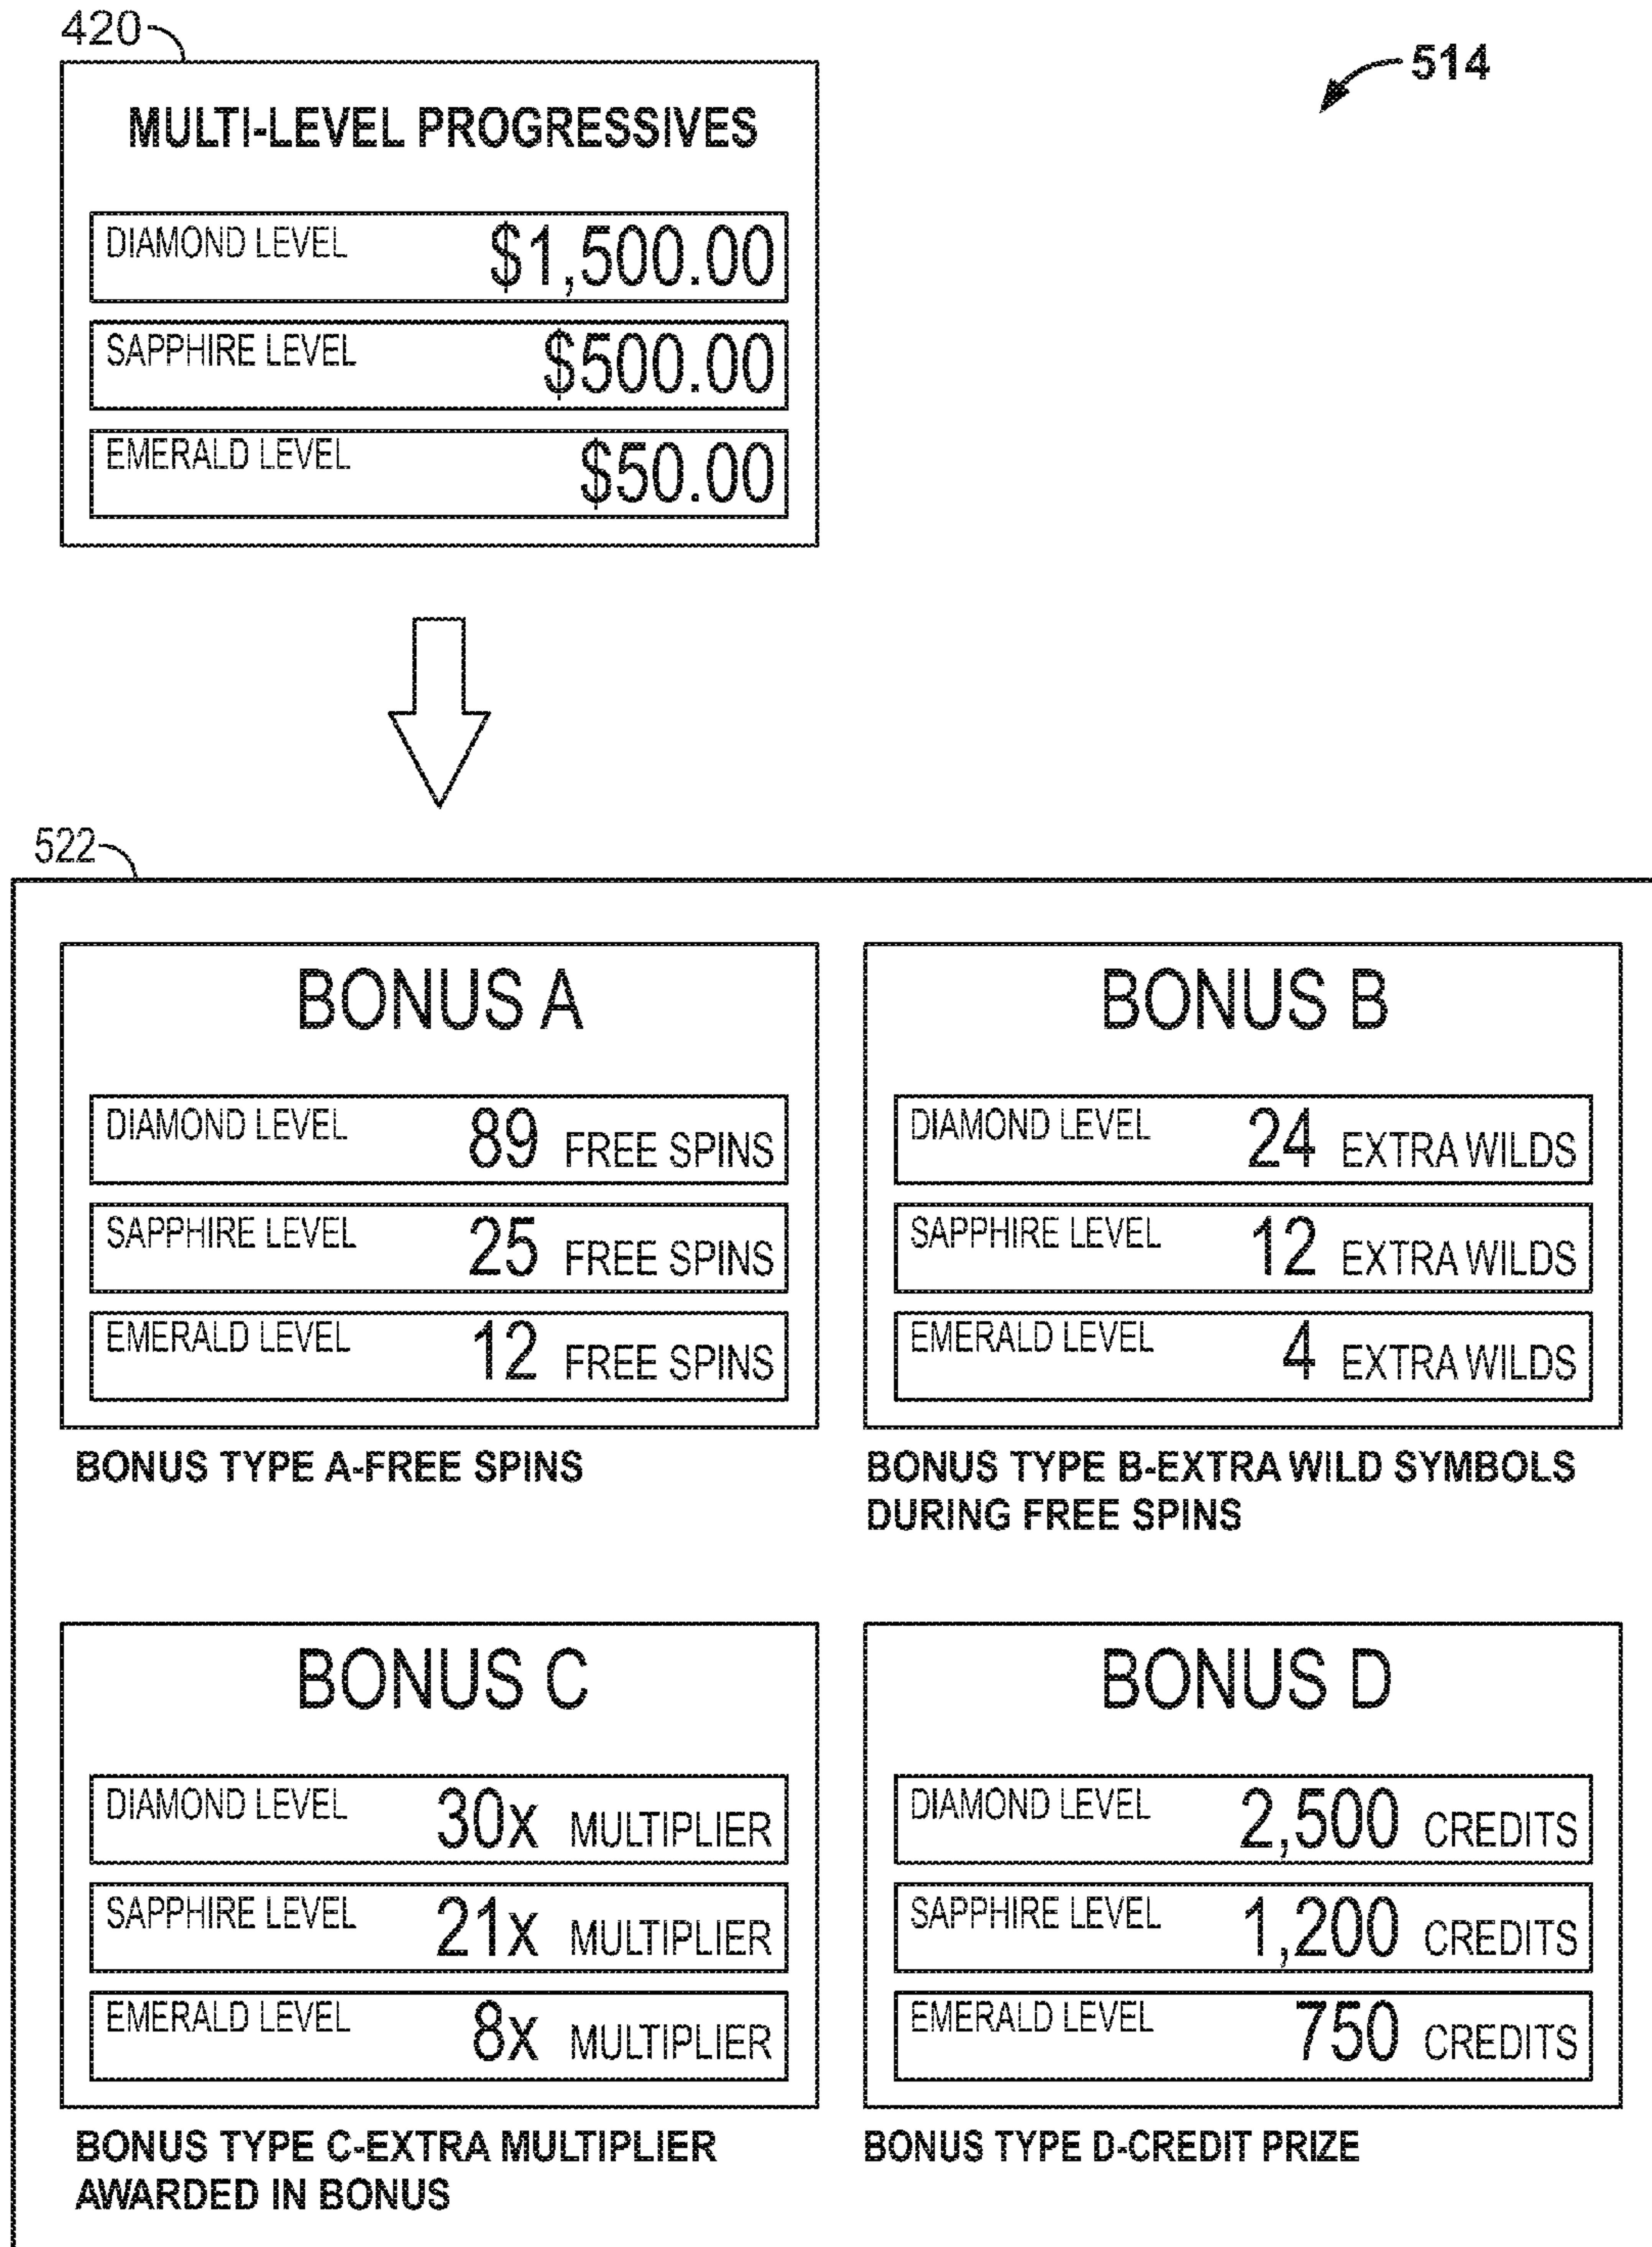 420
514
MULTI-LEVEL PROGRESSIVES
DIAMOND LEVEL $1,500.00
SAPPHIRE LEVEL $500.00
EMERALD LEVEL $50.00
522
BONUS A
DIAMOND LEVEL 89 FREE SPINS
SAPPHIRE LEVEL 25 FREE SPINS
EMERALD LEVEL 12 FREE SPINS
BONUS TYPE A-FREE SPINS
BONUS B
DIAMOND LEVEL 24 EXTRA WILDS
SAPPHIRE LEVEL 12 EXTRA WILDS
EMERALD LEVEL 4 EXTRA WILDS
BONUS TYPE B-EXTRA WILD SYMBOLS
DURING FREE SPINS
BONUS C
DIAMOND LEVEL 30x MULTIPLIER
SAPPHIRE LEVEL 21x MULTIPLIER
EMERALD LEVEL 8x MULTIPLIER
BONUS TYPE C-EXTRA MULTIPLIER
AWARDED IN BONUS
BONUS D
DIAMOND LEVEL 2,500 CREDITS
SAPPHIRE LEVEL 1,200 CREDITS
EMERALD LEVEL 750 CREDITS
BONUS TYPE D-CREDIT PRIZE